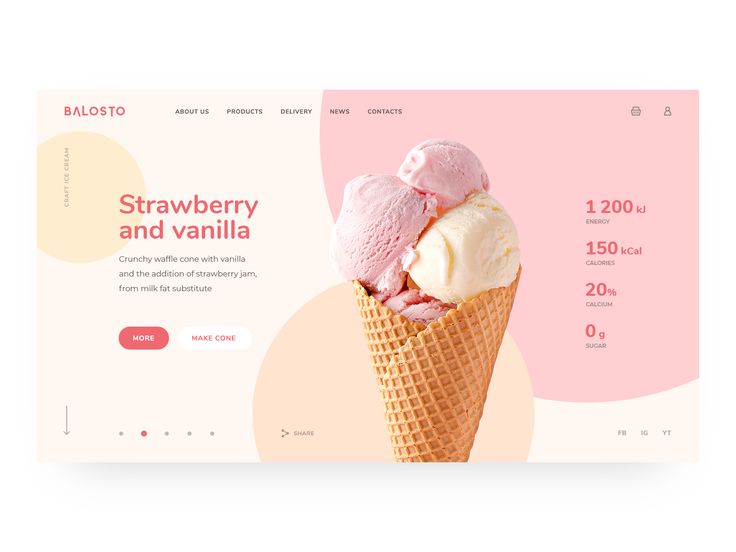 BALOSTO
ABOUT US
PRODUCTS
DELIVERY
NEWS
CONTACTS
CRAFT ICE CREAM
Strawberry
and vanilla
Crunchy waffle cone with vanilla
and the addition of strawberry jam,
from milk fat substitute
MORE
MAKE CONE
1 200 kJ
ENERGY
150 kCal
CALORIES
20%
CALCIUM
0 g
SUGAR
SHARE
FB
IG
YT